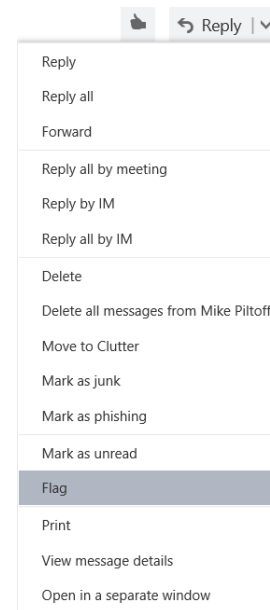 Reply
Reply
Reply all
Forward
Reply all by meeting
Reply by IM
Reply all by IM
Delete
Delete all messages from Mike Piltoff
Move to Clutter
Mark as junk
Mark as phishing
Mark as unread
Flag
Print
View message details
Open in a separate window